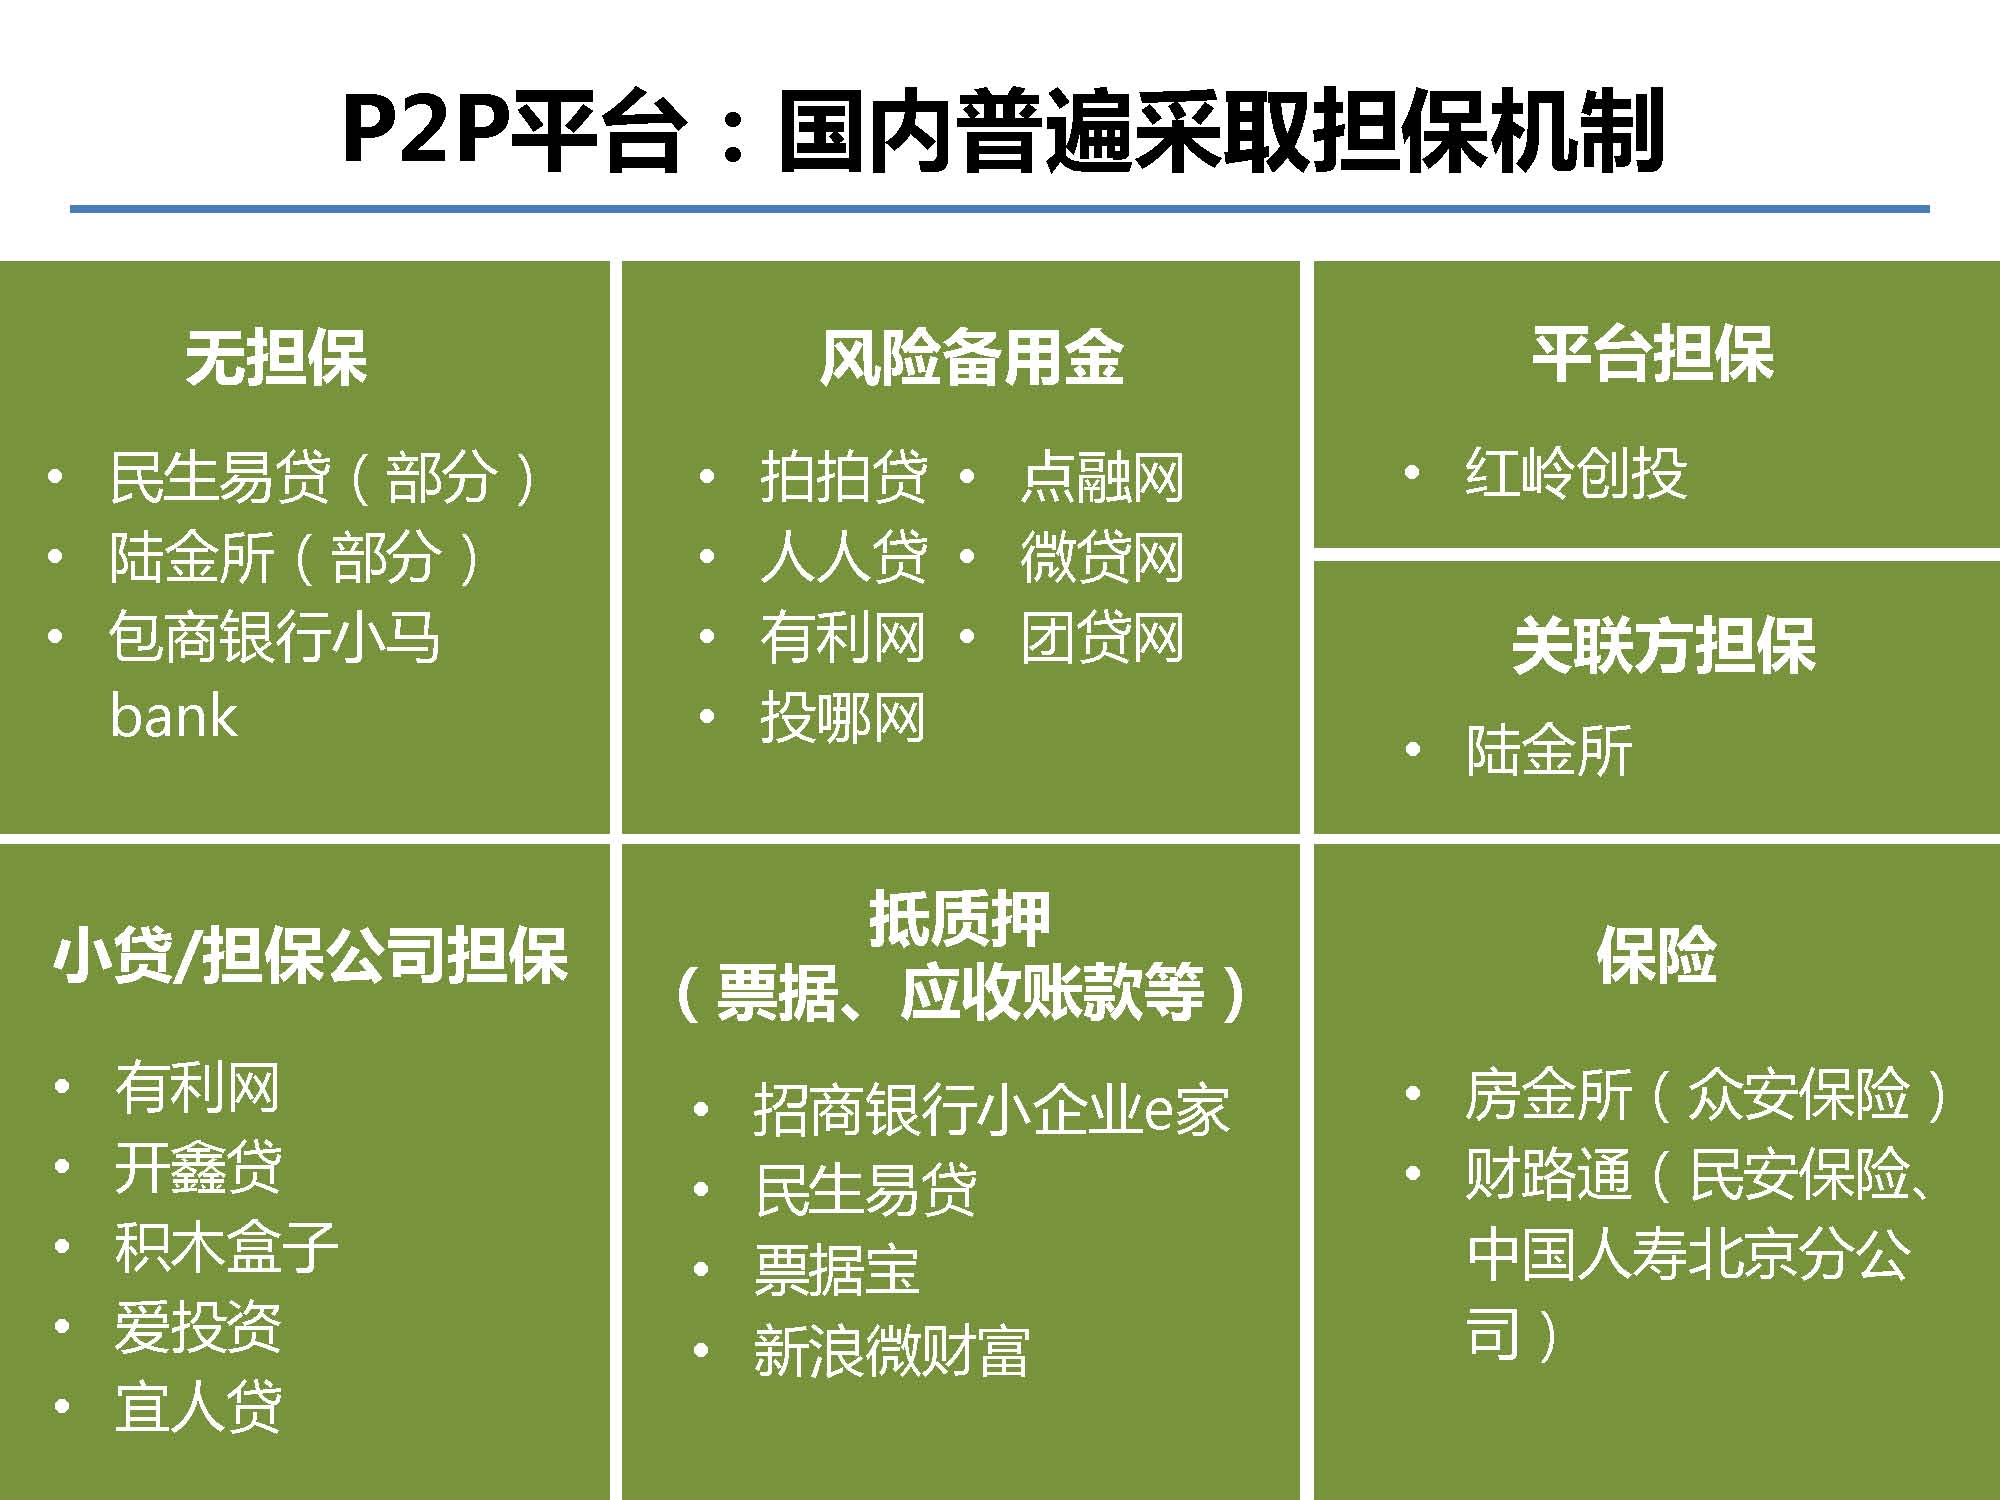 P2P平台：国内普遍采取担保机制
无担保
• 民生易贷（部分）
• 陆金所（部分）
• 包商银行小马
bank
风险备用金
• 拍拍贷
• 人人贷
• 有利网
• 投哪网
• 点融网
• 微贷网
• 团贷网
平台担保
• 红岭创投
关联方担保
• 陆金所
小贷/担保公司担保
• 有利网
• 开鑫贷
• 积木盒子
• 爱投资
• 宜人贷
抵质押
（票据、应收账款等）
• 招商银行小企业e家
• 民生易贷
• 票据宝
• 新浪微财富
保险
• 房金所（众安保险）
• 财路通（民安保险、
中国人寿北京分公
司）